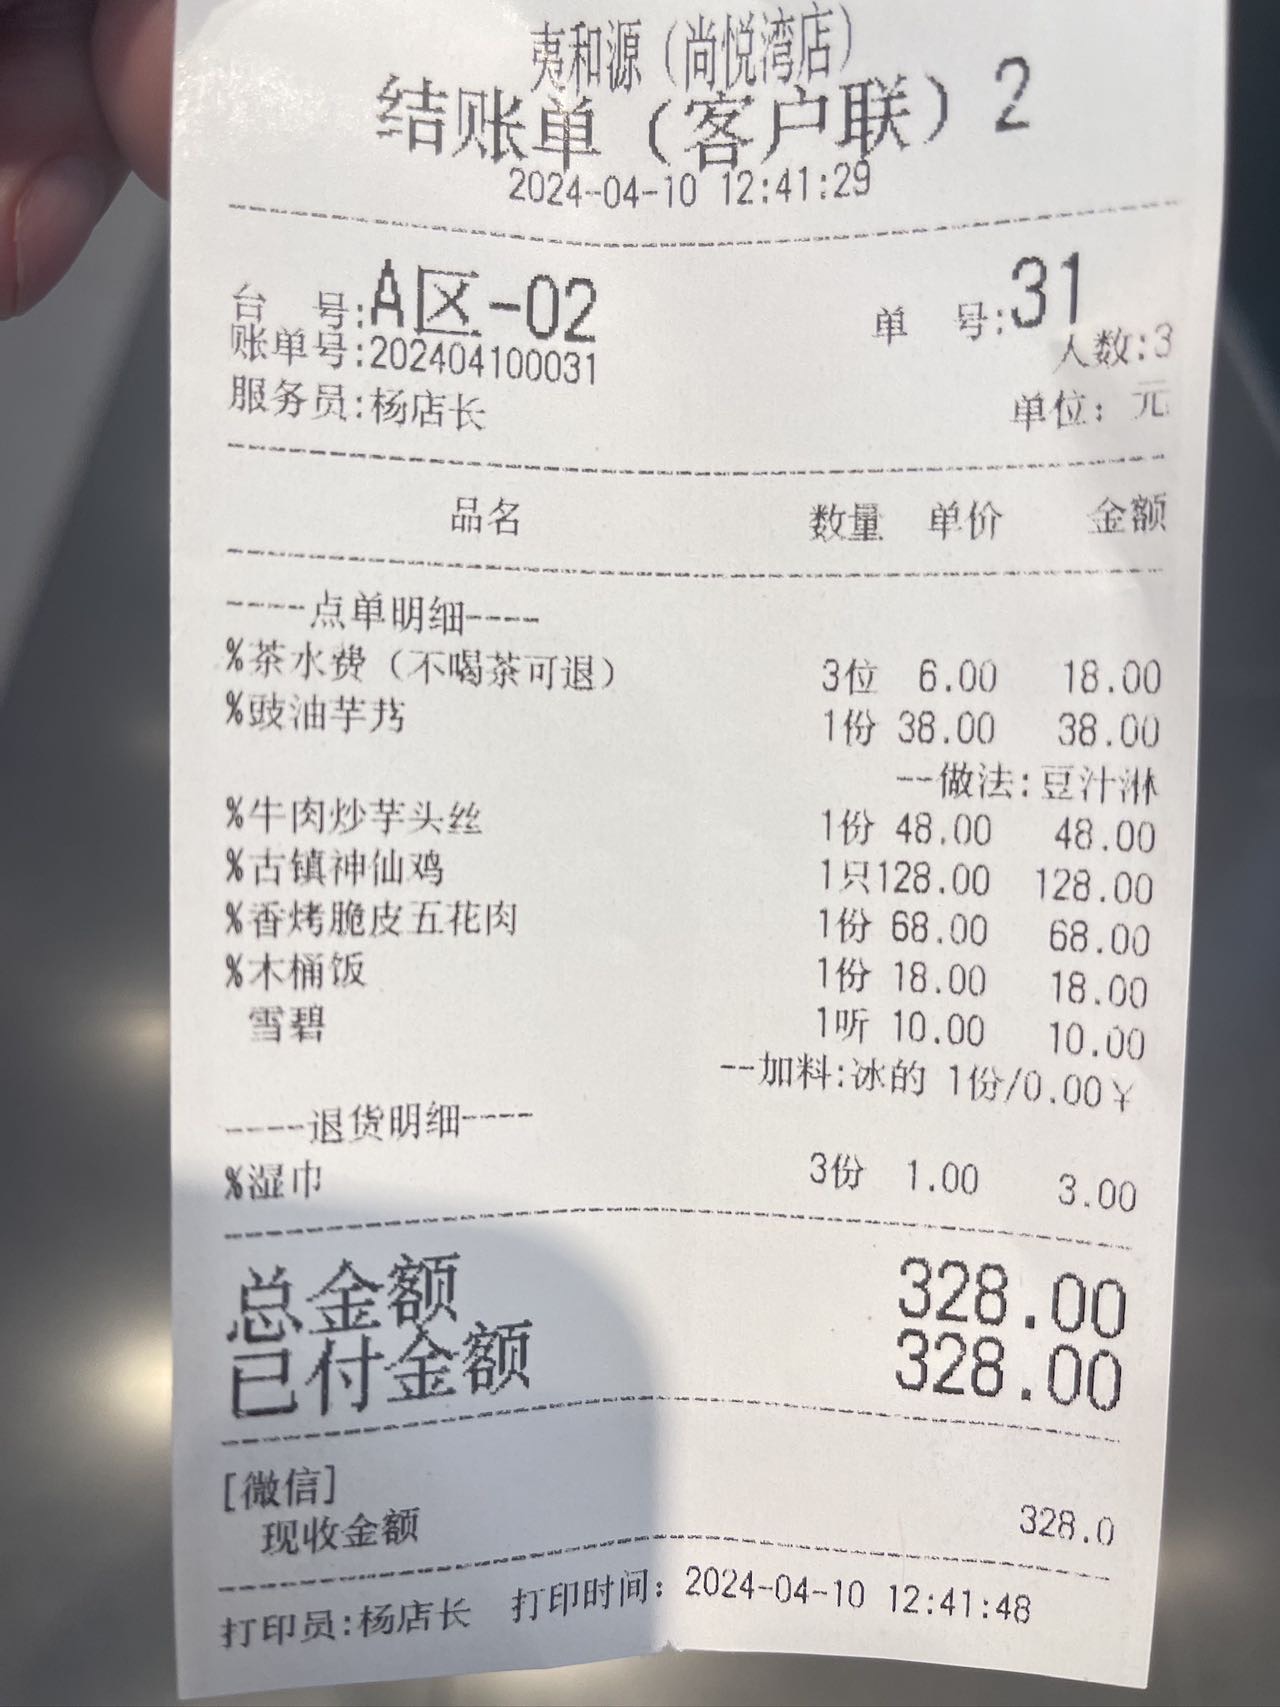 夷和源（尚悦湾店）
结账单（客户联）2
2024-04-10 12:41:29
台 号:A区-02 单 号:31
账单号:202404100031 人数:3
服务员:杨店长 单位：元
品名 数量 单价 金额
----点单明细----
%茶水费（不喝茶可退） 3位 6.00 18.00
%豉油芋艿 1份 38.00 38.00
--做法:豆汁淋
%牛肉炒芋头丝 1份 48.00 48.00
%古镇神仙鸡 1只128.00 128.00
%香烤脆皮五花肉 1份 68.00 68.00
%木桶饭 1份 18.00 18.00
雪碧 1听 10.00 10.00
--加料:冰的 1份/0.00¥
----退货明细----
%湿巾 3份 1.00 3.00
总金额 328.00
已付金额 328.00
[微信]
现收金额 328.0
打印员:杨店长 打印时间：2024-04-10 12:41:48